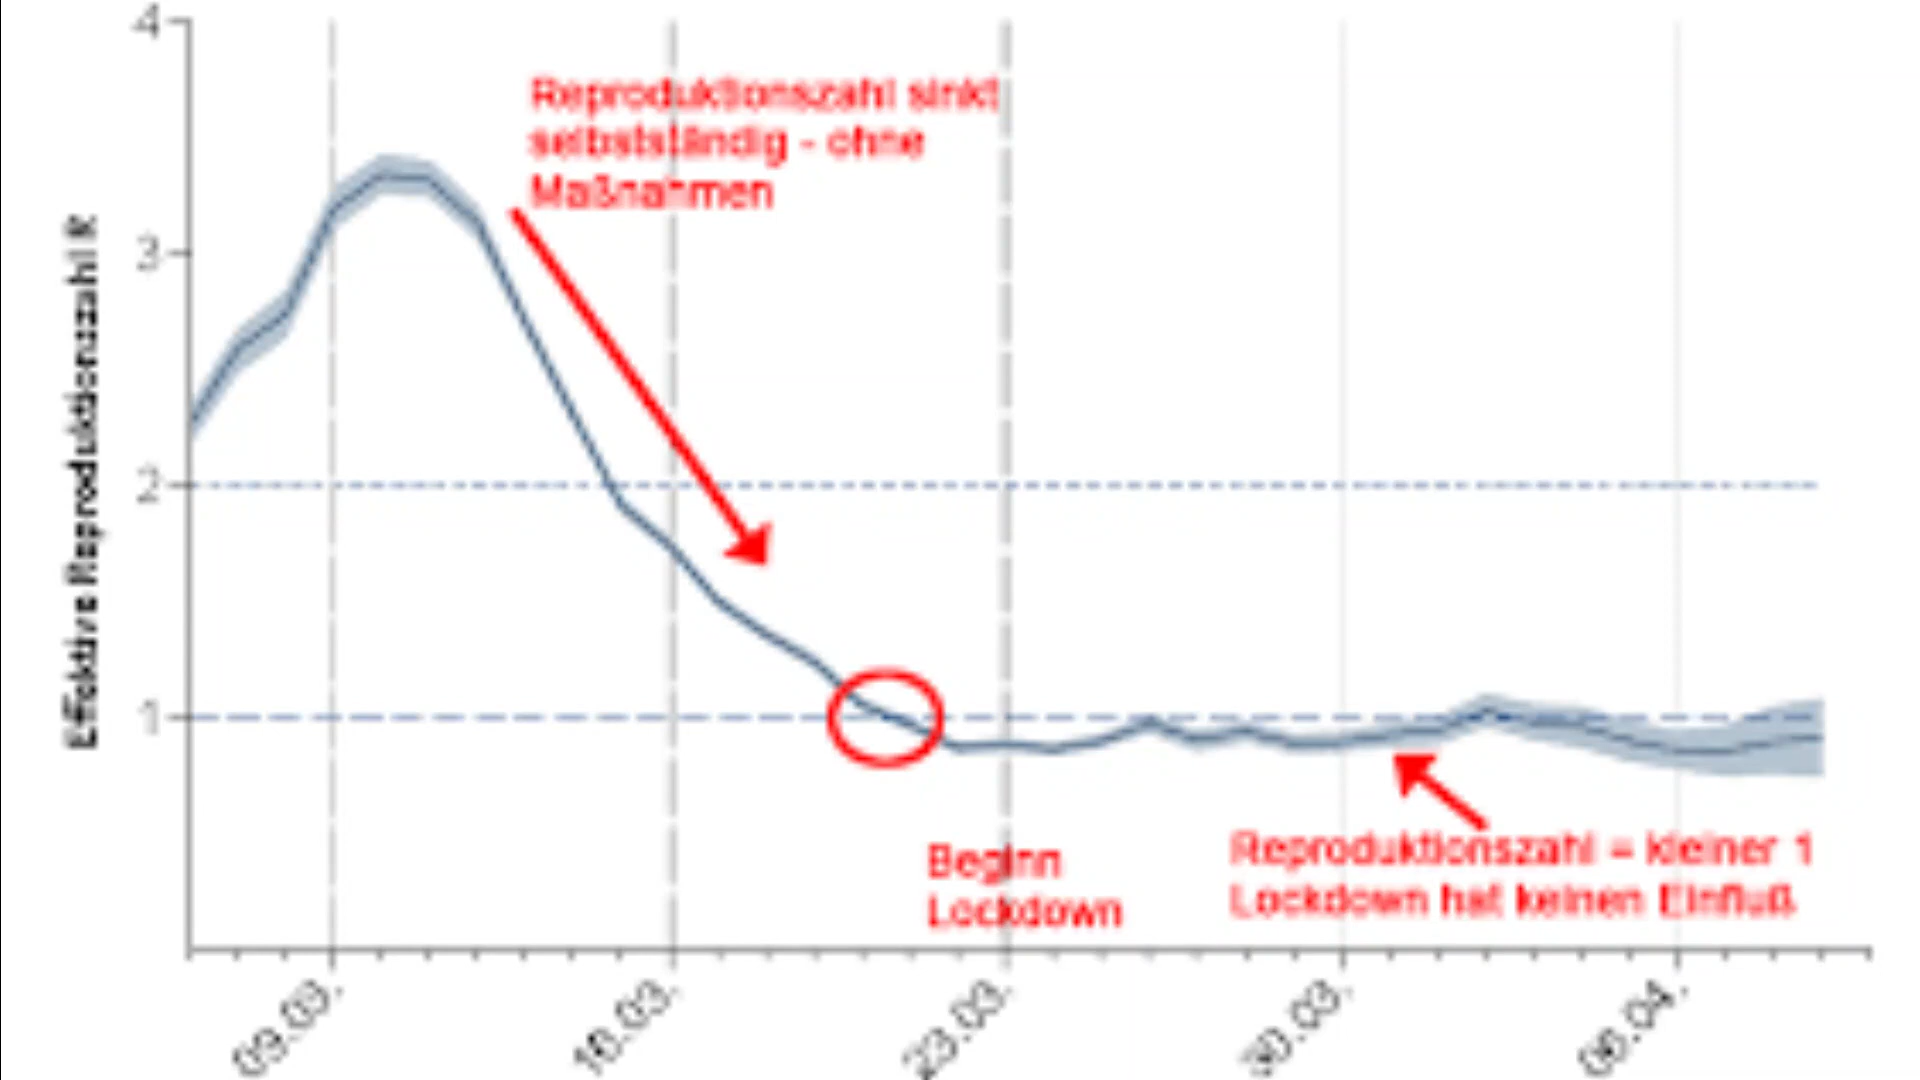 4
Reproduktionszahl sinkt
selbstständig - ohne
Maßnahmen
3
Effektive Reproduktionszahl R
2
1
Beginn
Lockdown
Reproduktionszahl = kleiner 1
Lockdown hat keinen Einfluß
09.03.
16.03.
23.03.
30.03.
06.04.